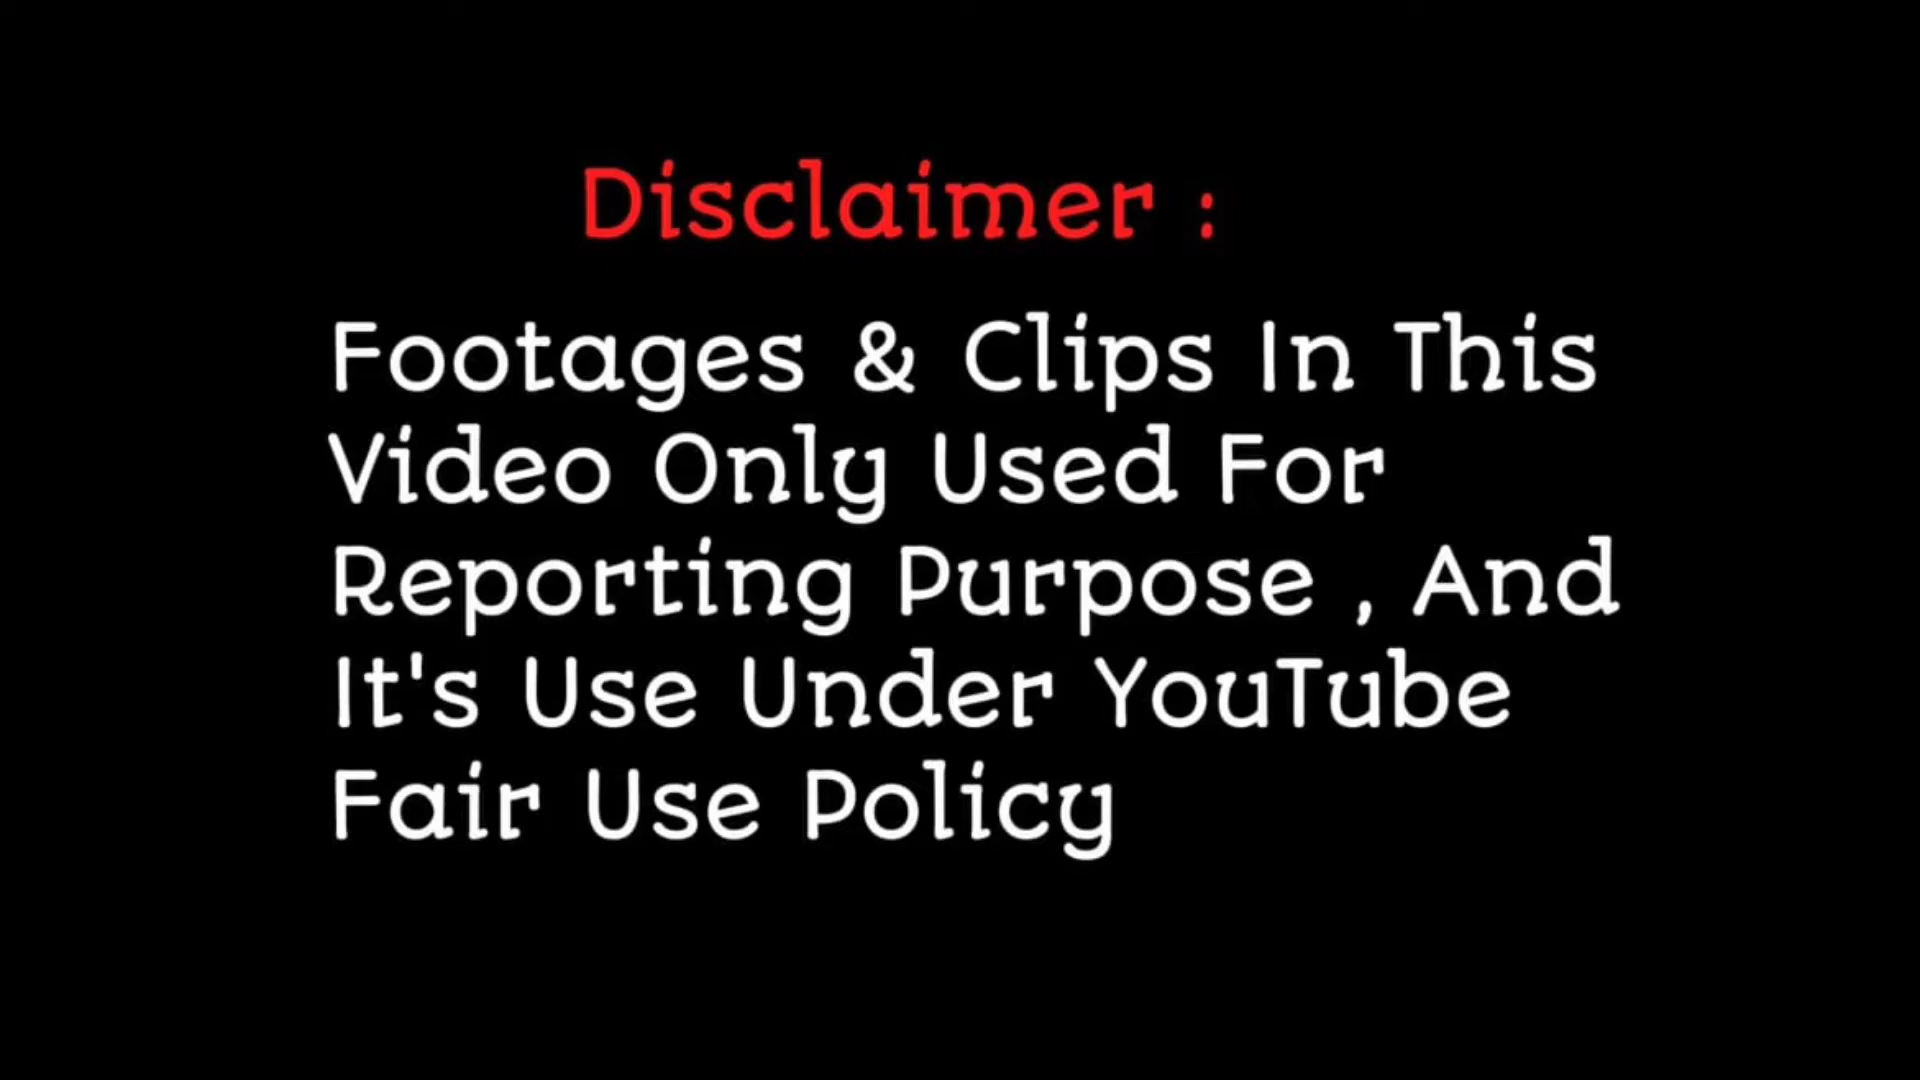 Disclaimer :
Footages & Clips In This
Video Only Used For
Reporting Purpose , And
It's Use Under YouTube
Fair Use Policy